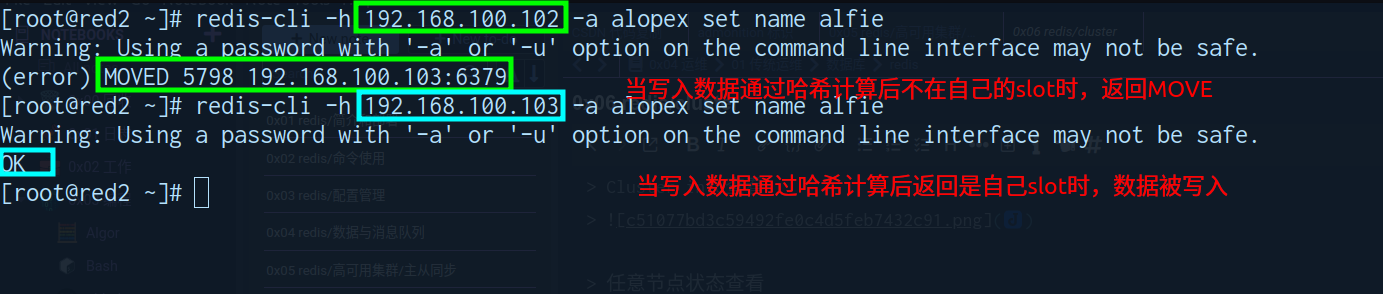 [root@red2 ~]# redis-cli -h 192.168.100.102 -a alopex set name alfie
Warning: Using a password with '-a' or '-u' option on the command line interface may not be safe.
(error) MOVED 5798 192.168.100.103:6379
当写入数据通过哈希计算后不在自己的slot时，返回MOVE
[root@red2 ~]# redis-cli -h 192.168.100.103 -a alopex set name alfie
Warning: Using a password with '-a' or '-u' option on the command line interface may not be safe.
OK
[root@red2 ~]#
当写入数据通过哈希计算后返回是自己slot时，数据被写入
NOTEBOOKS
0x06 redis/cluster
0x02 工作
0x02 redis/命令使用
0x03 redis/配置管理
Algor
0x04 redis/数据与消息队列
Bash
0x05 redis/高可用集群/主从同步
> ![c51077bd3c59492fe0c4d5feb7432c91.png](
> 任意节点状态查看